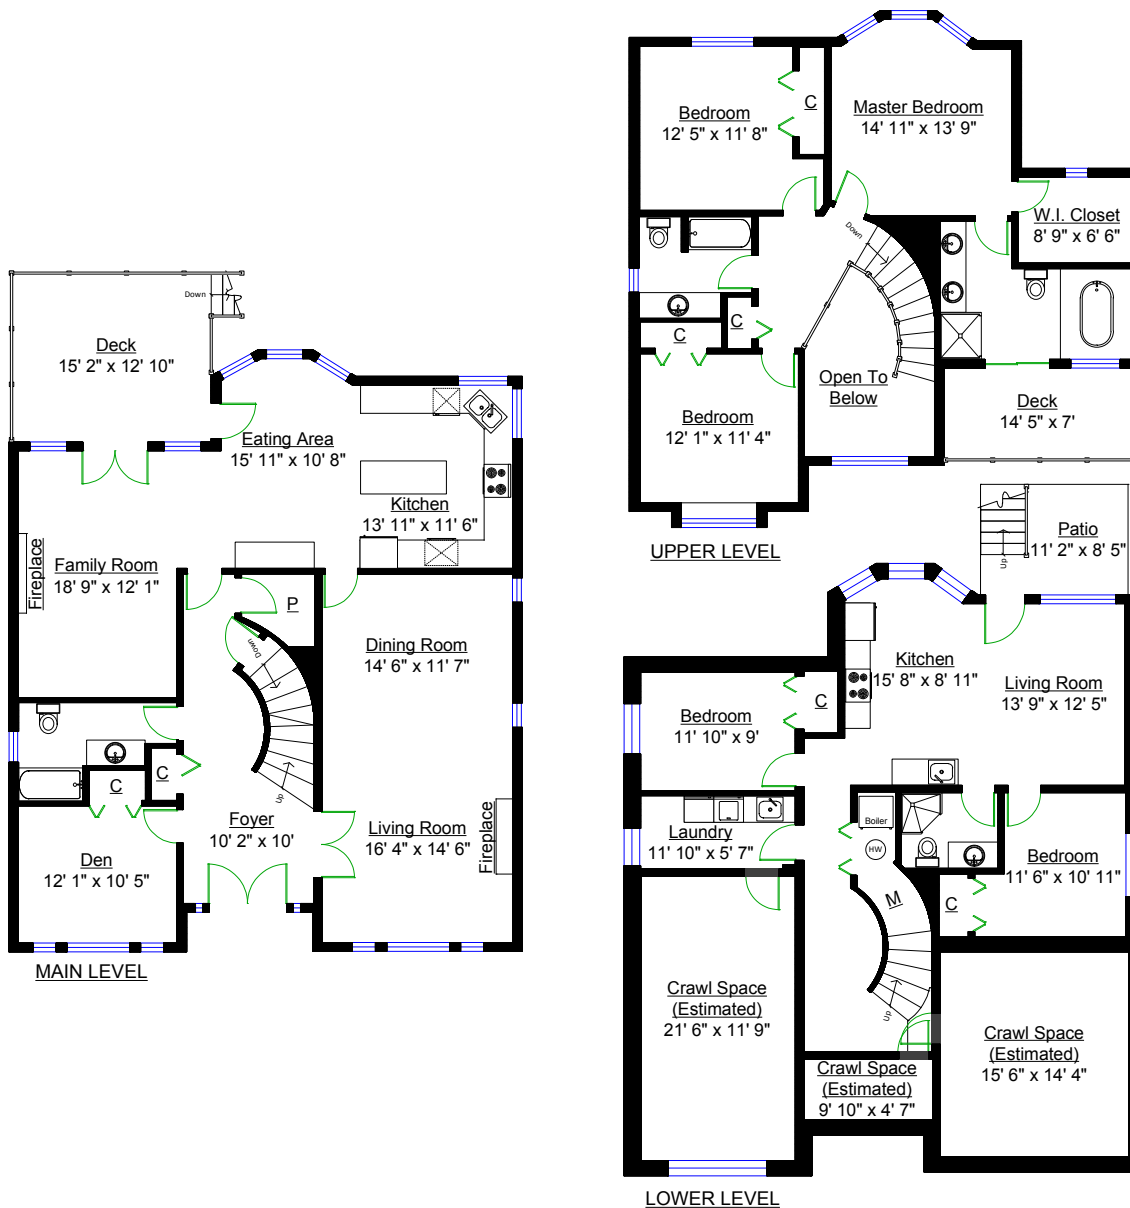 Deck
15' 2" x 12' 10"
Down
Eating Area
15' 11" x 10' 8"
Kitchen
13' 11" x 11' 6"
Family Room
18' 9" x 12' 1"
Fireplace
P
Down
Dining Room
14' 6" x 11' 7"
C
C
Up
Foyer
10' 2" x 10'
Living Room
16' 4" x 14' 6"
Fireplace
Den
12' 1" x 10' 5"
MAIN LEVEL
Bedroom
12' 5" x 11' 8"
C
Master Bedroom
14' 11" x 13' 9"
W.I. Closet
8' 9" x 6' 6"
Down
C
C
Open To
Below
Bedroom
12' 1" x 11' 4"
Deck
14' 5" x 7'
UPPER LEVEL
Patio
11' 2" x 8' 5"
Up
Kitchen
15' 8" x 8' 11"
Living Room
13' 9" x 12' 5"
Bedroom
11' 10" x 9'
C
Laundry
11' 10" x 5' 7"
Boiler
HW
Bedroom
11' 6" x 10' 11"
M
C
Crawl Space
(Estimated)
21' 6" x 11' 9"
Up
Crawl Space
(Estimated)
15' 6" x 14' 4"
Crawl Space
(Estimated)
9' 10" x 4' 7"
LOWER LEVEL